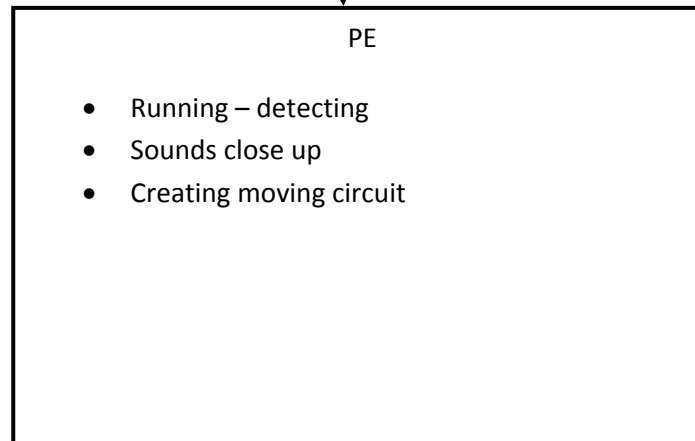 PE
• Running – detecting
• Sounds close up
• Creating moving circuit